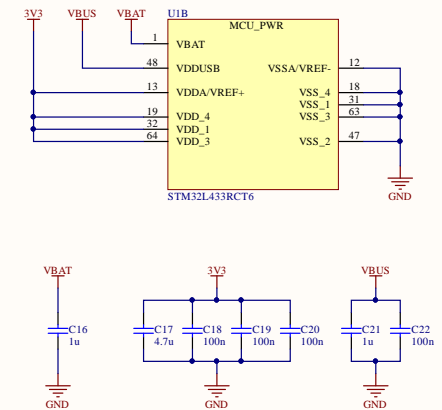 3V3 VBUS VBAT U1B
MCU_PWR
1 VBAT
48 VDDUSB VSSA/VREF- 12
13 VDDA/VREF+ VSS_4 18
VSS_1 31
19 VDD_4 VSS_3 63
32 VDD_1
64 VDD_3 VSS_2 47
STM32L433RCT6 GND
VBAT 3V3 VBUS
C16 C17 C18 C19 C20 C21 C22
1u 4.7u 100n 100n 100n 1u 100n
GND GND GND